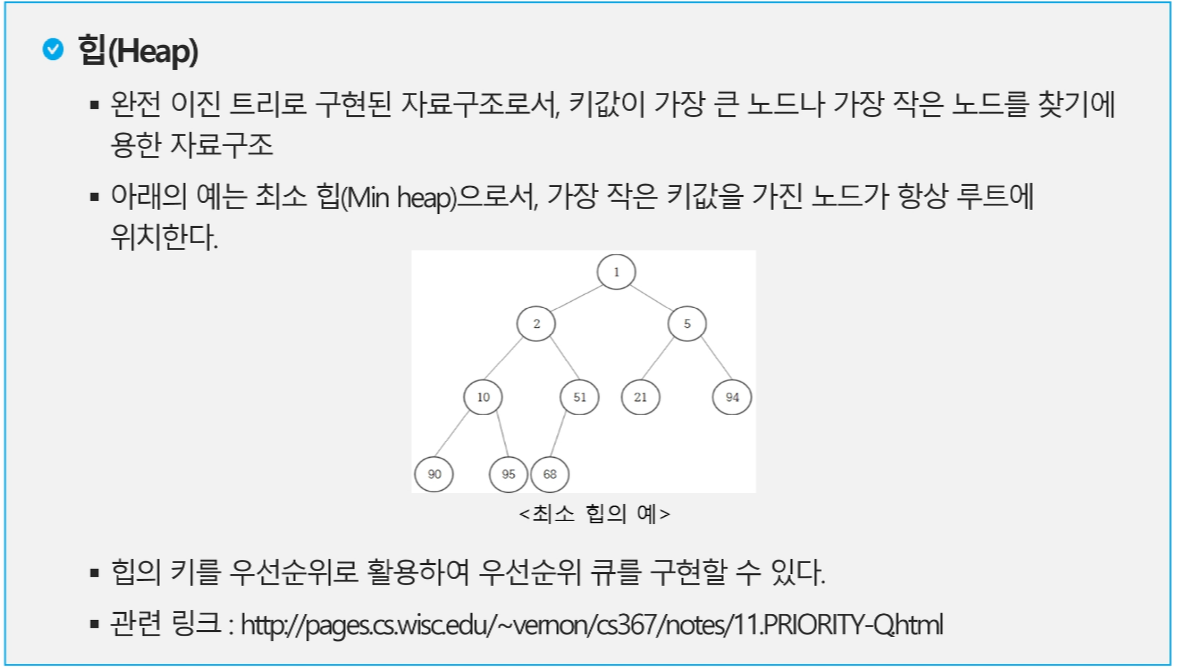 힙(Heap)
▪ 완전 이진 트리로 구현된 자료구조로서, 키값이 가장 큰 노드나 가장 작은 노드를 찾기에
용한 자료구조
▪ 아래의 예는 최소 힙(Min heap)으로서, 가장 작은 키값을 가진 노드가 항상 루트에
위치한다.
1
2 5
10 51 21 94
90 95 68
<최소 힙의 예>
▪ 힙의 키를 우선순위로 활용하여 우선순위 큐를 구현할 수 있다.
▪ 관련 링크 : http://pages.cs.wisc.edu/~vernon/cs367/notes/11.PRIORITY-Q.html